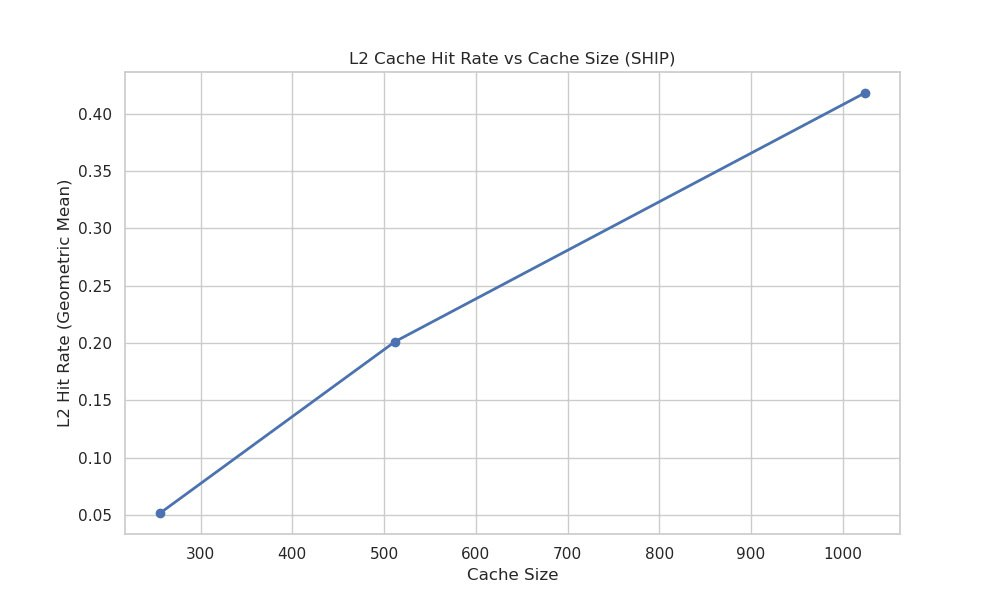 L2 Cache Hit Rate vs Cache Size (SHIP)
L2 Hit Rate (Geometric Mean)
0.40
0.35
0.30
0.25
0.20
0.15
0.10
0.05
300 400 500 600 700 800 900 1000
Cache Size